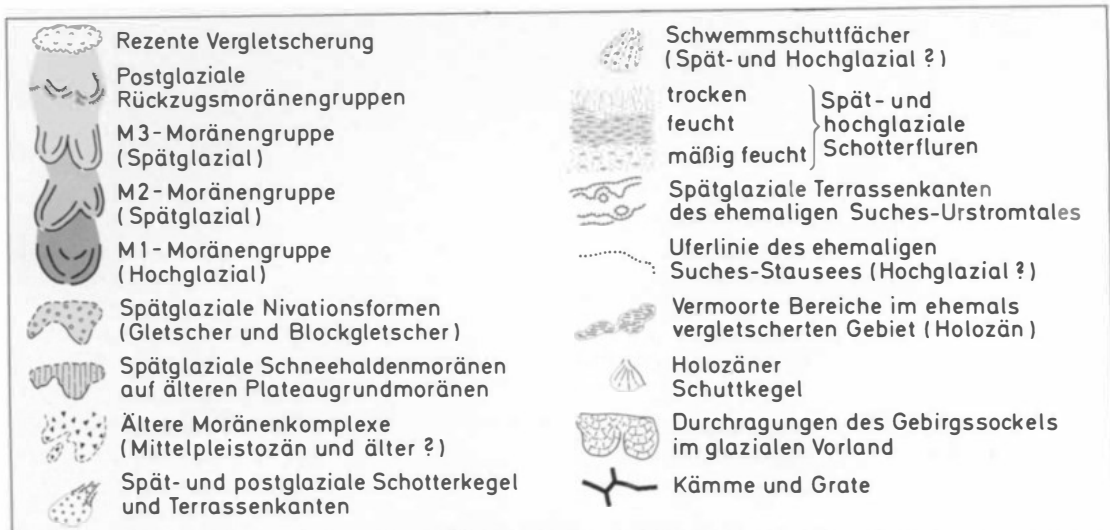 Rezente Vergletscherung
Postglaziale
Rückzugsmoränengruppen
M3-Moränengruppe
(Spätglazial)
M2-Moränengruppe
(Spätglazial)
M1-Moränengruppe
(Hochglazial)
Spätglaziale Nivationsformen
(Gletscher und Blockgletscher)
Spätglaziale Schneehaldenmoränen
auf älteren Plateaugrundmoränen
Ältere Moränenkomplexe
(Mittelpleistozän und älter ?)
Spät- und postglaziale Schotterkegel
und Terrassenkanten
Schwemmschuttfächer
(Spät- und Hochglazial ?)
trocken
feucht
mäßig feucht
Spät- und
hochglaziale
Schotterfluren
Spätglaziale Terrassenkanten
des ehemaligen Suches-Urstromtales
Uferlinie des ehemaligen
Suches-Stausees (Hochglazial ?)
Vermoorte Bereiche im ehemals
vergletscherten Gebiet (Holozän)
Holozäner
Schuttkegel
Durchragungen des Gebirgssockels
im glazialen Vorland
Kämme und Grate